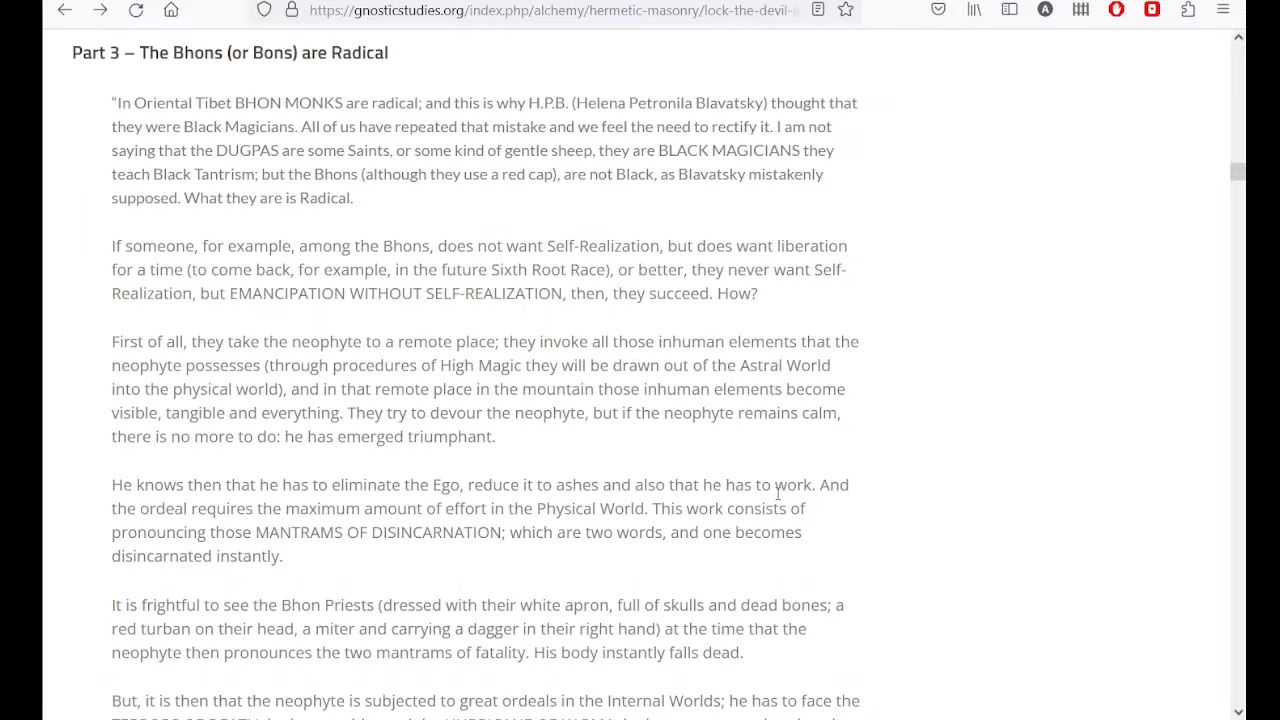 https://gnosticstudies.org/index.php/alchemy/hermetic-masonry/lock-the-devil-i
Part 3 – The Bhons (or Bons) are Radical
"In Oriental Tibet BHON MONKS are radical; and this is why H.P.B. (Helena Petronila Blavatsky) thought that
they were Black Magicians. All of us have repeated that mistake and we feel the need to rectify it. I am not
saying that the DUGPAS are some Saints, or some kind of gentle sheep, they are BLACK MAGICIANS they
teach Black Tantrism; but the Bhons (although they use a red cap), are not Black, as Blavatsky mistakenly
supposed. What they are is Radical.
If someone, for example, among the Bhons, does not want Self-Realization, but does want liberation
for a time (to come back, for example, in the future Sixth Root Race), or better, they never want Self-
Realization, but EMANCIPATION WITHOUT SELF-REALIZATION, then, they succeed. How?
First of all, they take the neophyte to a remote place; they invoke all those inhuman elements that the
neophyte possesses (through procedures of High Magic they will be drawn out of the Astral World
into the physical world), and in that remote place in the mountain those inhuman elements become
visible, tangible and everything. They try to devour the neophyte, but if the neophyte remains calm,
there is no more to do: he has emerged triumphant.
He knows then that he has to eliminate the Ego, reduce it to ashes and also that he has to work. And
the ordeal requires the maximum amount of effort in the Physical World. This work consists of
pronouncing those MANTRAMS OF DISINCARNATION; which are two words, and one becomes
disincarnated instantly.
It is frightful to see the Bhon Priests (dressed with their white apron, full of skulls and dead bones; a
red turban on their head, a miter and carrying a dagger in their right hand) at the time that the
neophyte then pronounces the two mantrams of fatality. His body instantly falls dead.
But, it is then that the neophyte is subjected to great ordeals in the Internal Worlds; he has to face the